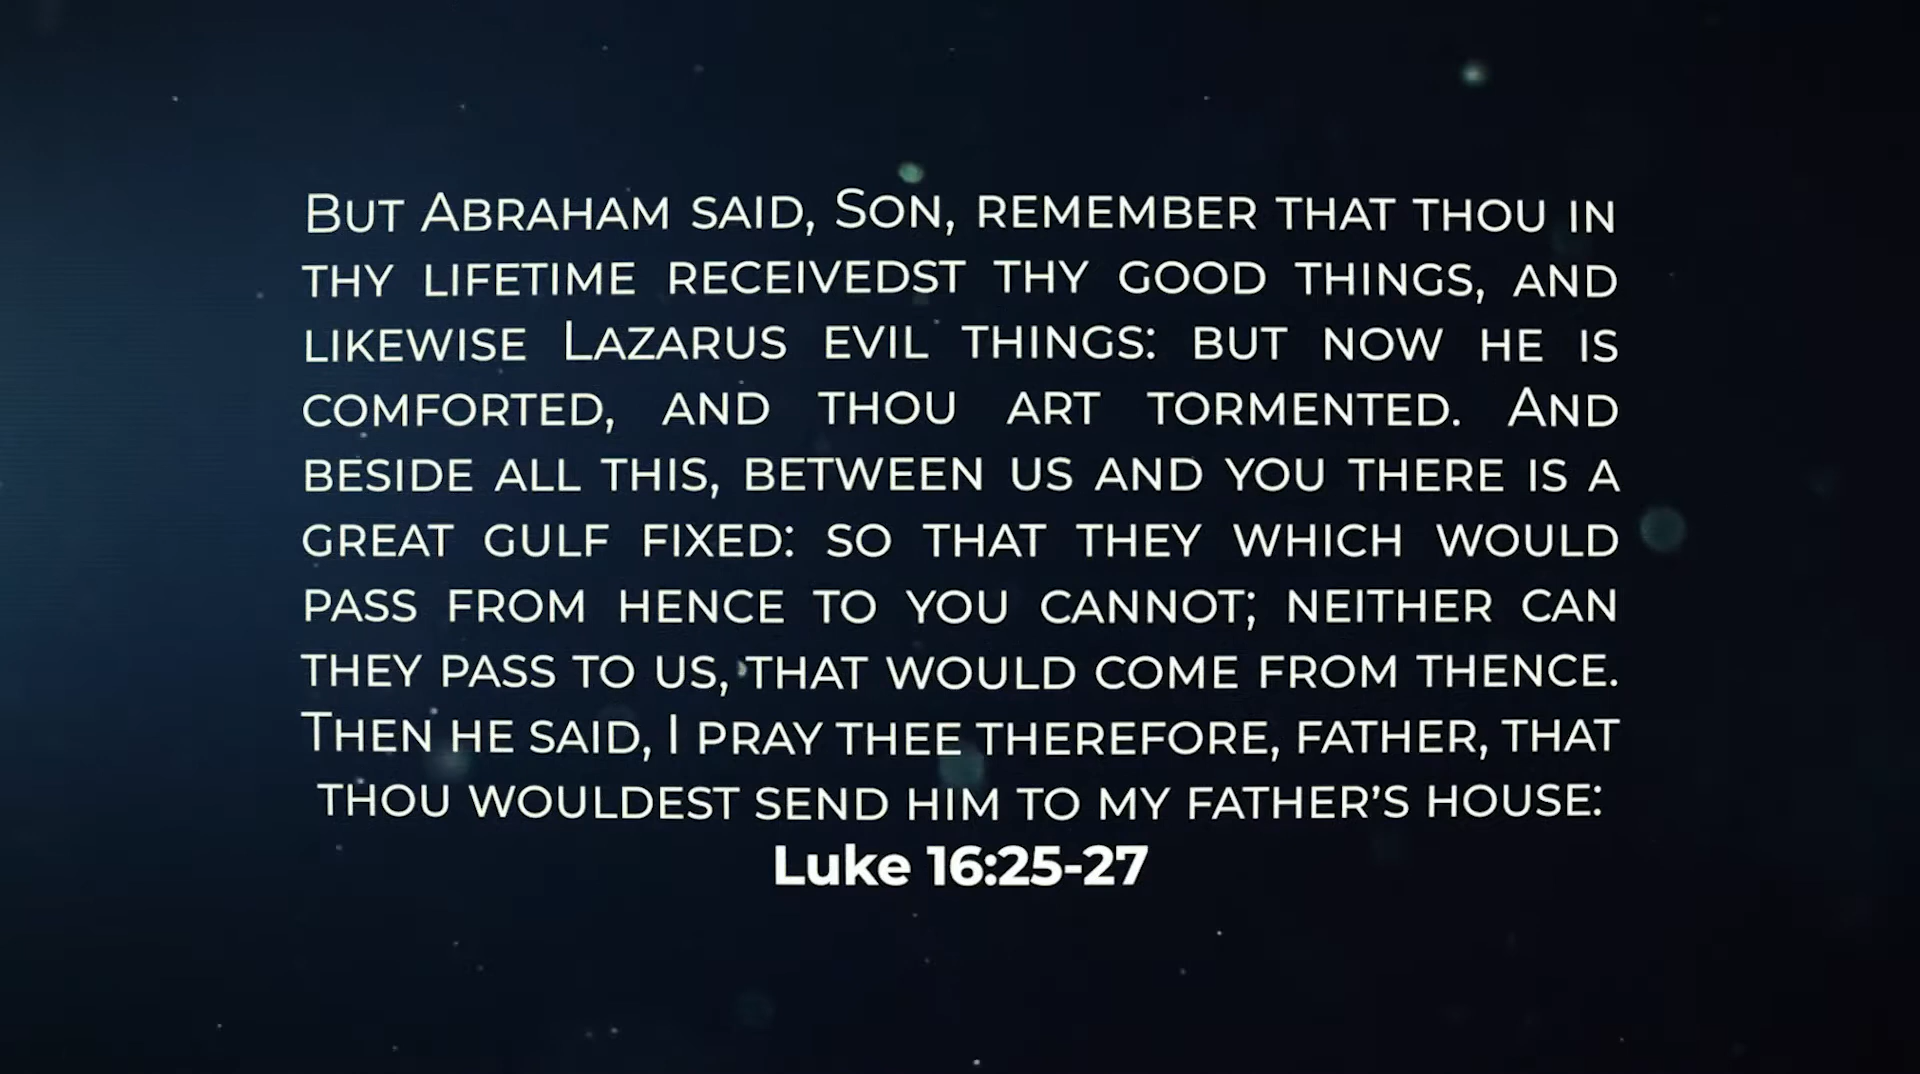 But Abraham said, Son, remember that thou in
thy lifetime receivedst thy good things, and
likewise Lazarus evil things: but now he is
comforted, and thou art tormented. And
beside all this, between us and you there is a
great gulf fixed: so that they which would
pass from hence to you cannot; neither can
they pass to us, that would come from thence.
Then he said, I pray thee therefore, father, that
thou wouldest send him to my father’s house:
Luke 16:25-27